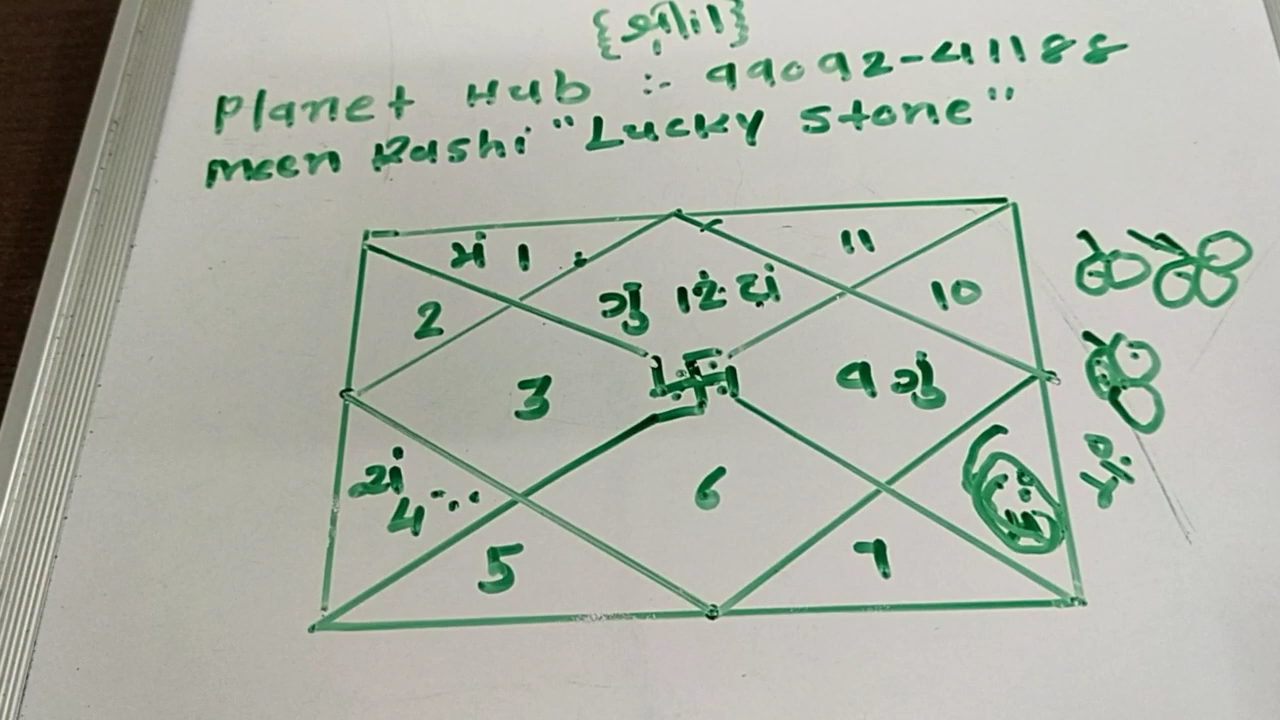 Planet Hub :- 99092-41188
meen Rashi "Lucky stone"
મં 1
11
2
ગુ 12
10
3
9 ગુ
4
6
5
7